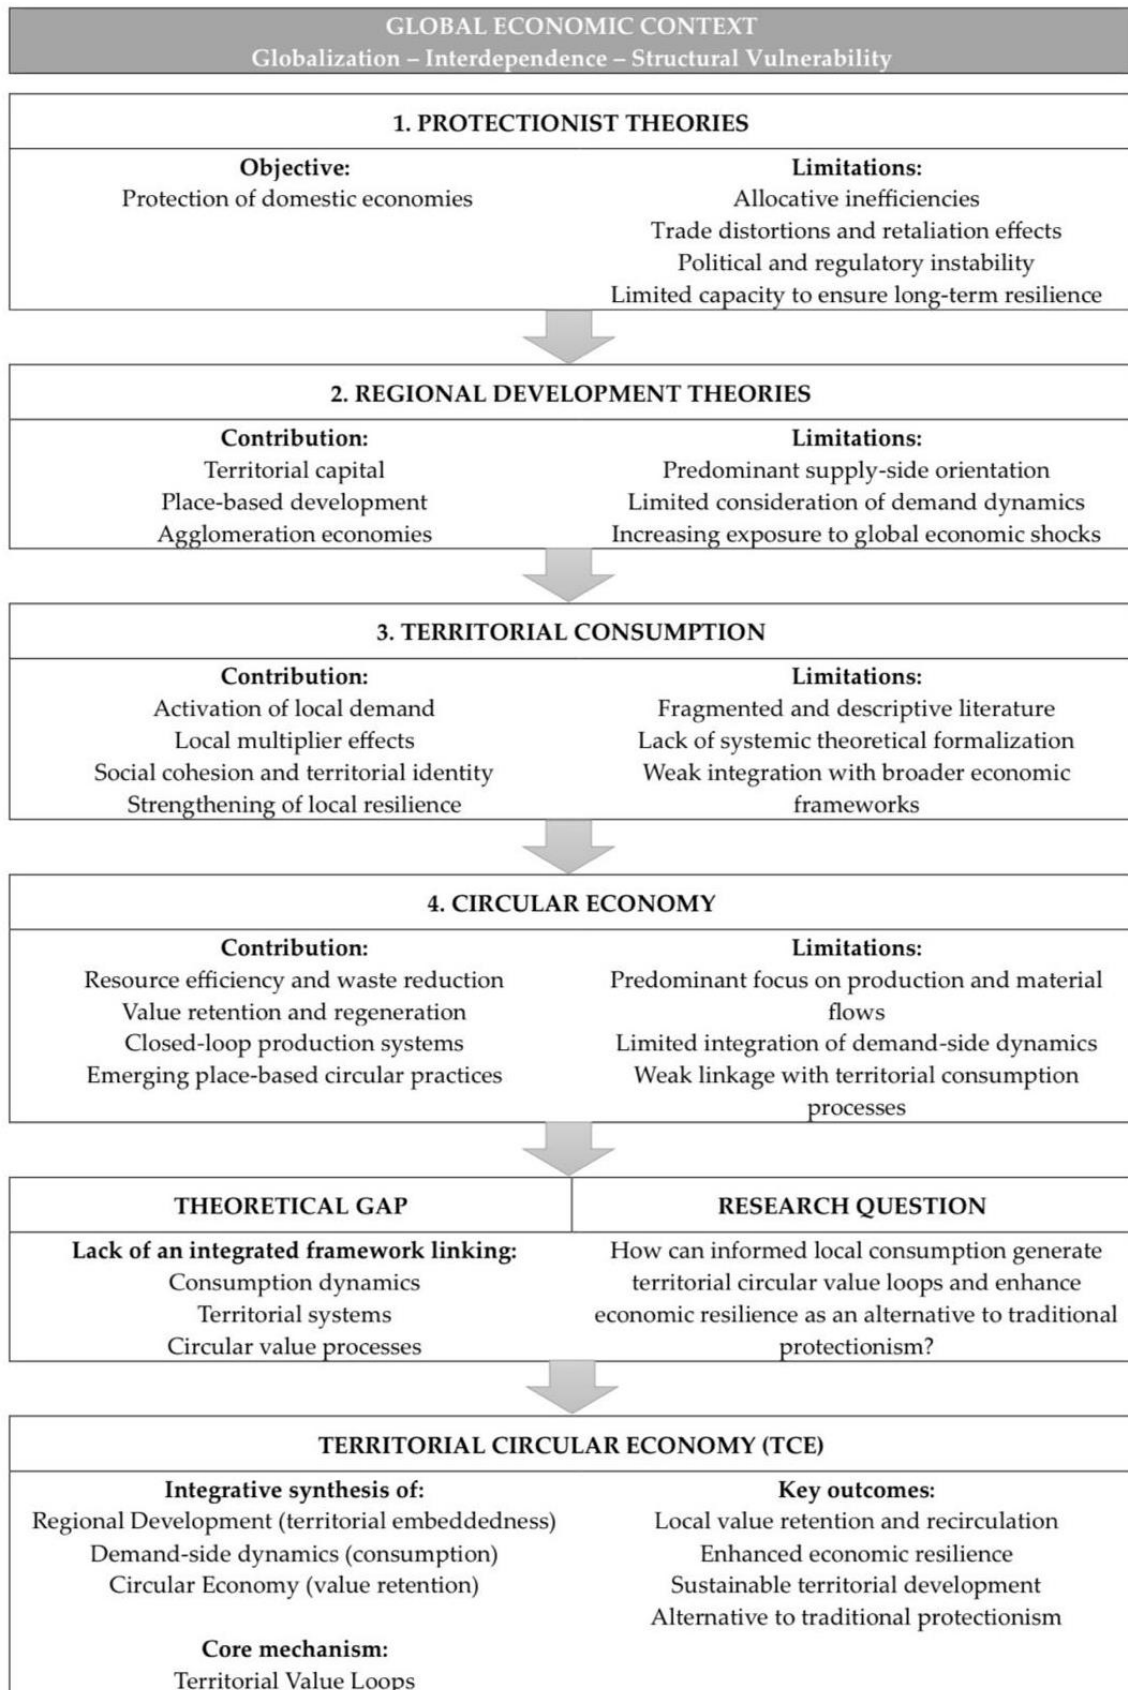 GLOBAL ECONOMIC CONTEXT
Globalization – Interdependence – Structural Vulnerability
1. PROTECTIONIST THEORIES
Objective:
Protection of domestic economies
Limitations:
Allocative inefficiencies
Trade distortions and retaliation effects
Political and regulatory instability
Limited capacity to ensure long-term resilience
2. REGIONAL DEVELOPMENT THEORIES
Contribution:
Territorial capital
Place-based development
Agglomeration economies
Limitations:
Predominant supply-side orientation
Limited consideration of demand dynamics
Increasing exposure to global economic shocks
3. TERRITORIAL CONSUMPTION
Contribution:
Activation of local demand
Local multiplier effects
Social cohesion and territorial identity
Strengthening of local resilience
Limitations:
Fragmented and descriptive literature
Lack of systemic theoretical formalization
Weak integration with broader economic
frameworks
4. CIRCULAR ECONOMY
Contribution:
Resource efficiency and waste reduction
Value retention and regeneration
Closed-loop production systems
Emerging place-based circular practices
Limitations:
Predominant focus on production and material
flows
Limited integration of demand-side dynamics
Weak linkage with territorial consumption
processes
THEORETICAL GAP
Lack of an integrated framework linking:
Consumption dynamics
Territorial systems
Circular value processes
RESEARCH QUESTION
How can informed local consumption generate
territorial circular value loops and enhance
economic resilience as an alternative to traditional
protectionism?
TERRITORIAL CIRCULAR ECONOMY (TCE)
Integrative synthesis of:
Regional Development (territorial embeddedness)
Demand-side dynamics (consumption)
Circular Economy (value retention)
Core mechanism:
Territorial Value Loops
Key outcomes:
Local value retention and recirculation
Enhanced economic resilience
Sustainable territorial development
Alternative to traditional protectionism